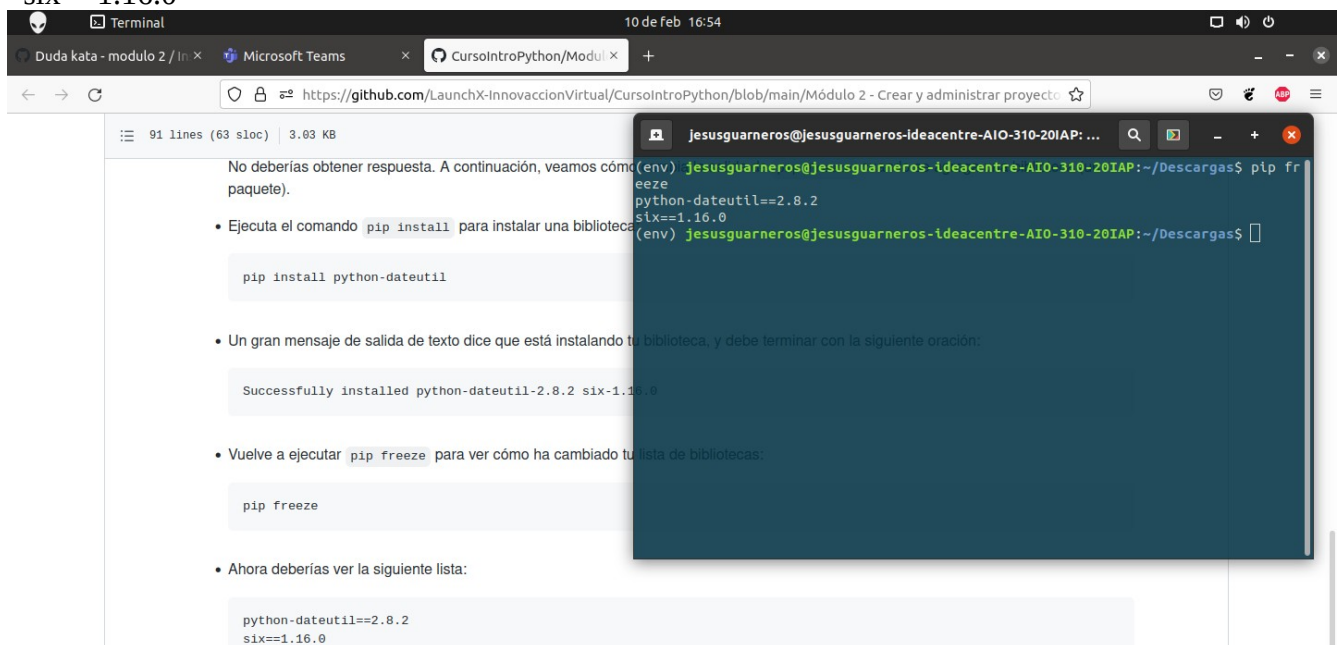 six==1.16.0
Terminal
10 de feb 16:54
Duda kata - modulo 2 / In
Microsoft Teams
CursoIntroPython/Modul
https://github.com/LaunchX-InnovaccionVirtual/CursoIntroPython/blob/main/Módulo 2 - Crear y administrar proyecto
ABP
91 lines (63 sloc) 3.03 KB
No deberías obtener respuesta. A continuación, veamos cómo
paquete).
Ejecuta el comando pip install para instalar una biblioteca
pip install python-dateutil
Un gran mensaje de salida de texto dice que está instalando tu biblioteca, y debe terminar con la siguiente oración:
Successfully installed python-dateutil-2.8.2 six-1.16.0
Vuelve a ejecutar pip freeze para ver cómo ha cambiado tu lista de bibliotecas:
pip freeze
Ahora deberías ver la siguiente lista:
python-dateutil==2.8.2
six==1.16.0
jesusguarneros@jesusguarneros-ideacentre-AIO-310-20IAP: ...
(env) jesusguarneros@jesusguarneros-ideacentre-AIO-310-20IAP:~/Descargas$ pip fr
eeze
python-dateutil==2.8.2
six==1.16.0
(env) jesusguarneros@jesusguarneros-ideacentre-AIO-310-20IAP:~/Descargas$